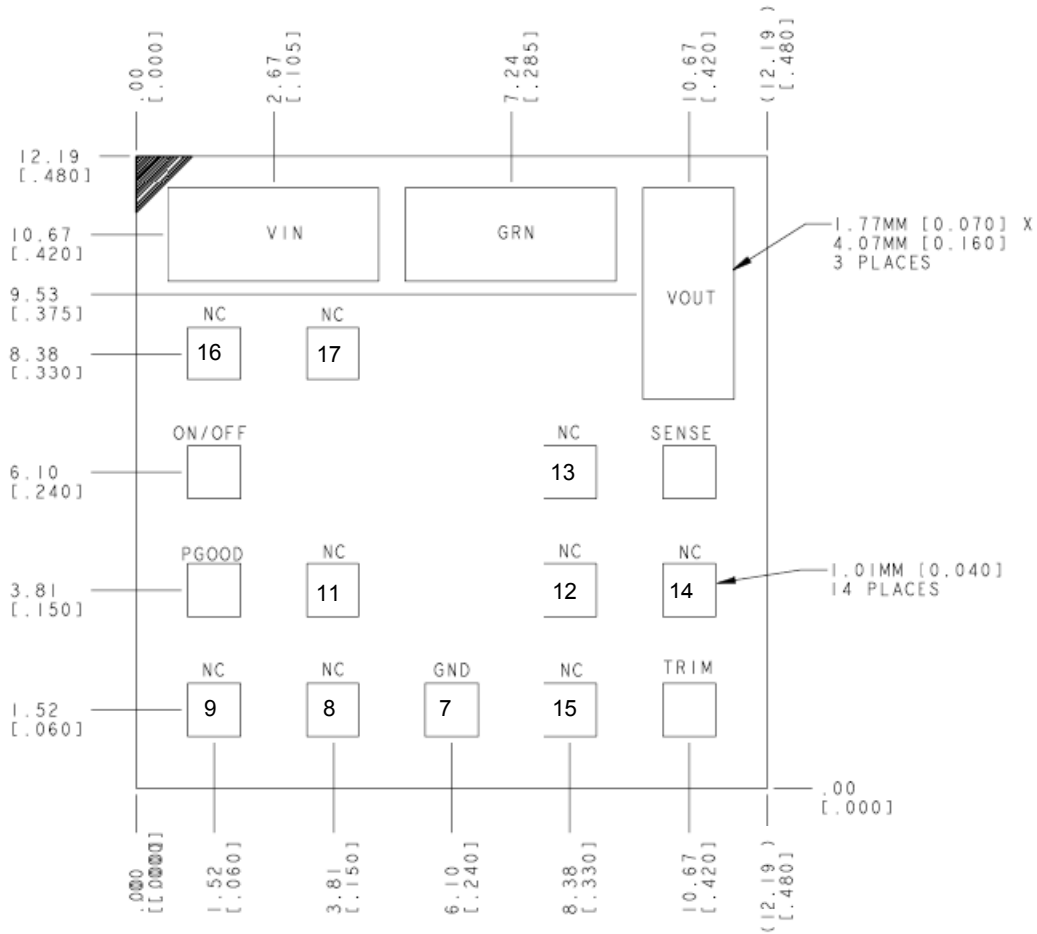 .00
[.000]
2.67
[.105]
7.24
[.285]
10.67
[.420]
(12.19 )
[.480]
12.19
[.480]
10.67
[.420]
VIN
GRN
1.77MM [0.070] X
4.07MM [0.160]
3 PLACES
9.53
[.375]
VOUT
NC
NC
8.38
[.330]
16
17
ON/OFF
NC
SENSE
6.10
[.240]
13
PGOOD
NC
NC
NC
3.81
[.150]
11
12
14
1.01MM [0.040]
14 PLACES
NC
NC
GND
NC
TRIM
1.52
[.060]
9
8
7
15
.00
[.000]
1.52
[.060]
3.81
[.150]
6.10
[.240]
8.38
[.330]
10.67
[.420]
(12.19 )
[.480]